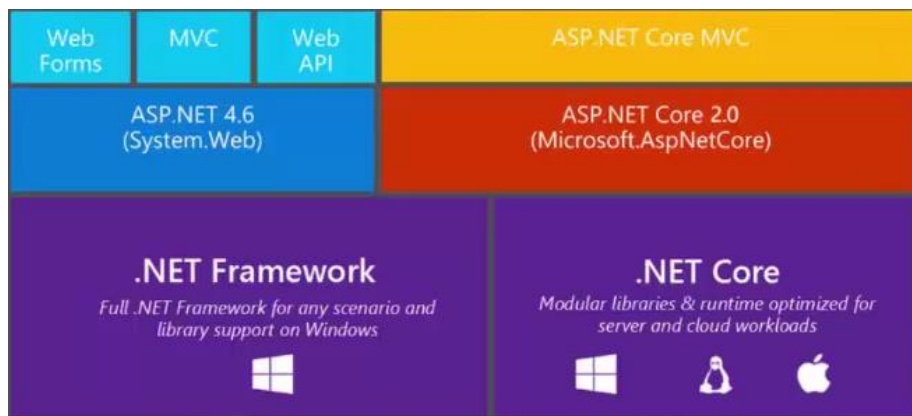 Web
Forms
MVC
Web
API
ASP.NET Core MVC
ASP.NET 4.6
(System.Web)
ASP.NET Core 2.0
(Microsoft.AspNetCore)
.NET Framework
Full .NET Framework for any scenario and
library support on Windows
.NET Core
Modular libraries & runtime optimized for
server and cloud workloads